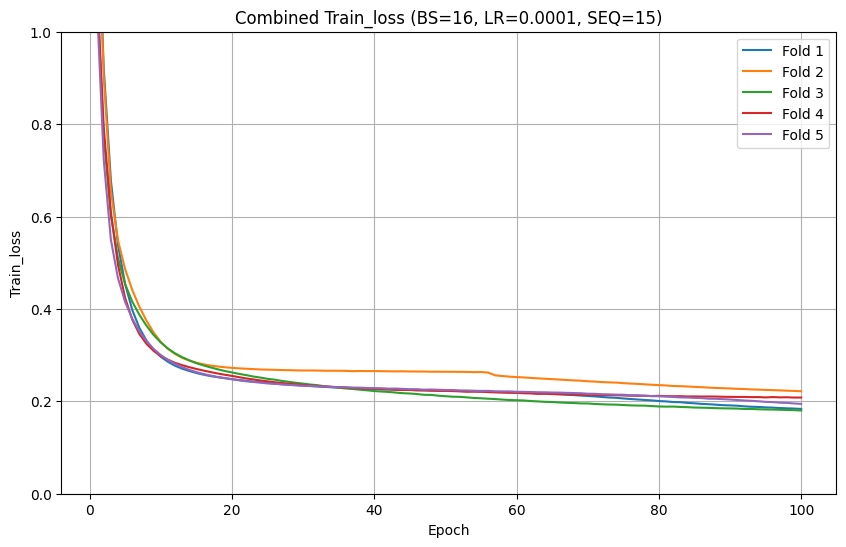 Combined Train_loss (BS=16, LR=0.0001, SEQ=15)
Train_loss
1.0
0.8
0.6
0.4
0.2
0.0
Fold 1
Fold 2
Fold 3
Fold 4
Fold 5
0 20 40 60 80 100
Epoch